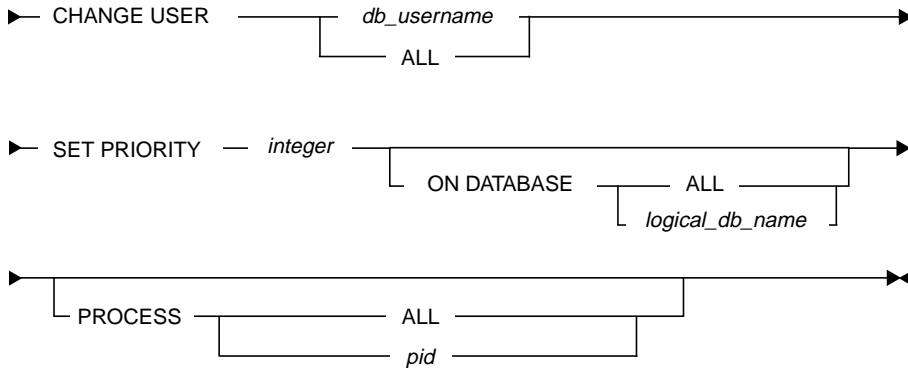 CHANGE USER db_username
ALL
SET PRIORITY integer
ON DATABASE ALL
logical_db_name
PROCESS ALL
pid